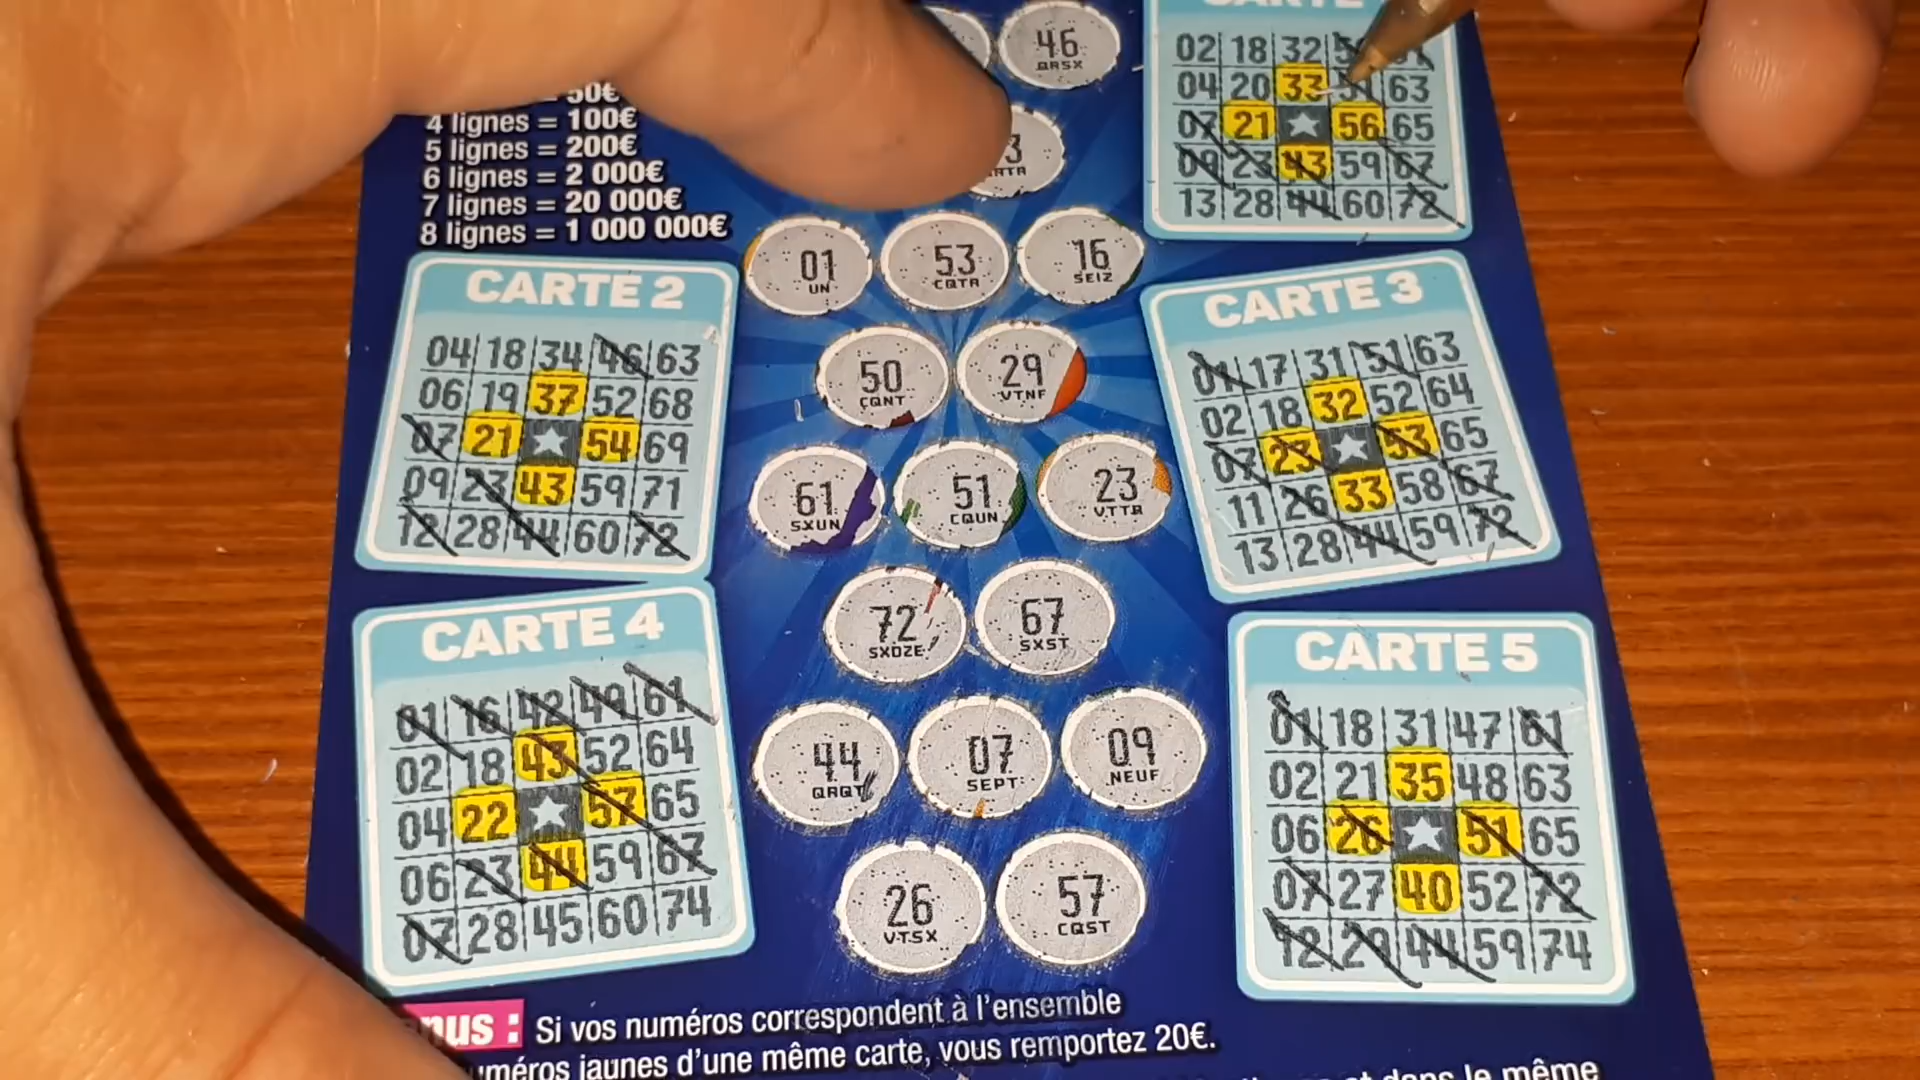 46
QRSX
CARTE
02 18 32
04 20 33 51 63
07 21 56 65
09 23 43 59 67
13 28 44 60 72
= 50€
4 lignes = 100€
5 lignes = 200€
6 lignes = 2 000€
7 lignes = 20 000€
8 lignes = 1 000 000€
01
UN
53
CQTR
16
SEIZ
CARTE 2
04 18 34 46 63
06 19 37 52 68
07 21 54 69
09 23 43 59 71
12 28 44 60 72
50
CQNT
29
VTNF
CARTE 3
01 17 31 51 63
02 18 32 52 64
07 23 53 65
11 26 33 58 67
13 28 44 59 72
61
SXUN
51
CQUN
23
VTTR
72
SXDZE
67
SXST
CARTE 4
01 16 42 49 61
02 18 43 52 64
04 22 57 65
06 23 44 59 67
07 28 45 60 74
44
QRQT
07
SEPT
09
NEUF
CARTE 5
01 18 31 47 61
02 21 35 48 63
06 26 51 65
07 27 40 52 72
12 29 44 59 74
26
VTSX
57
CQST
Si vos numéros correspondent à l'ensemble
jaunes d'une même carte, vous remportez 20€.
et dans le même